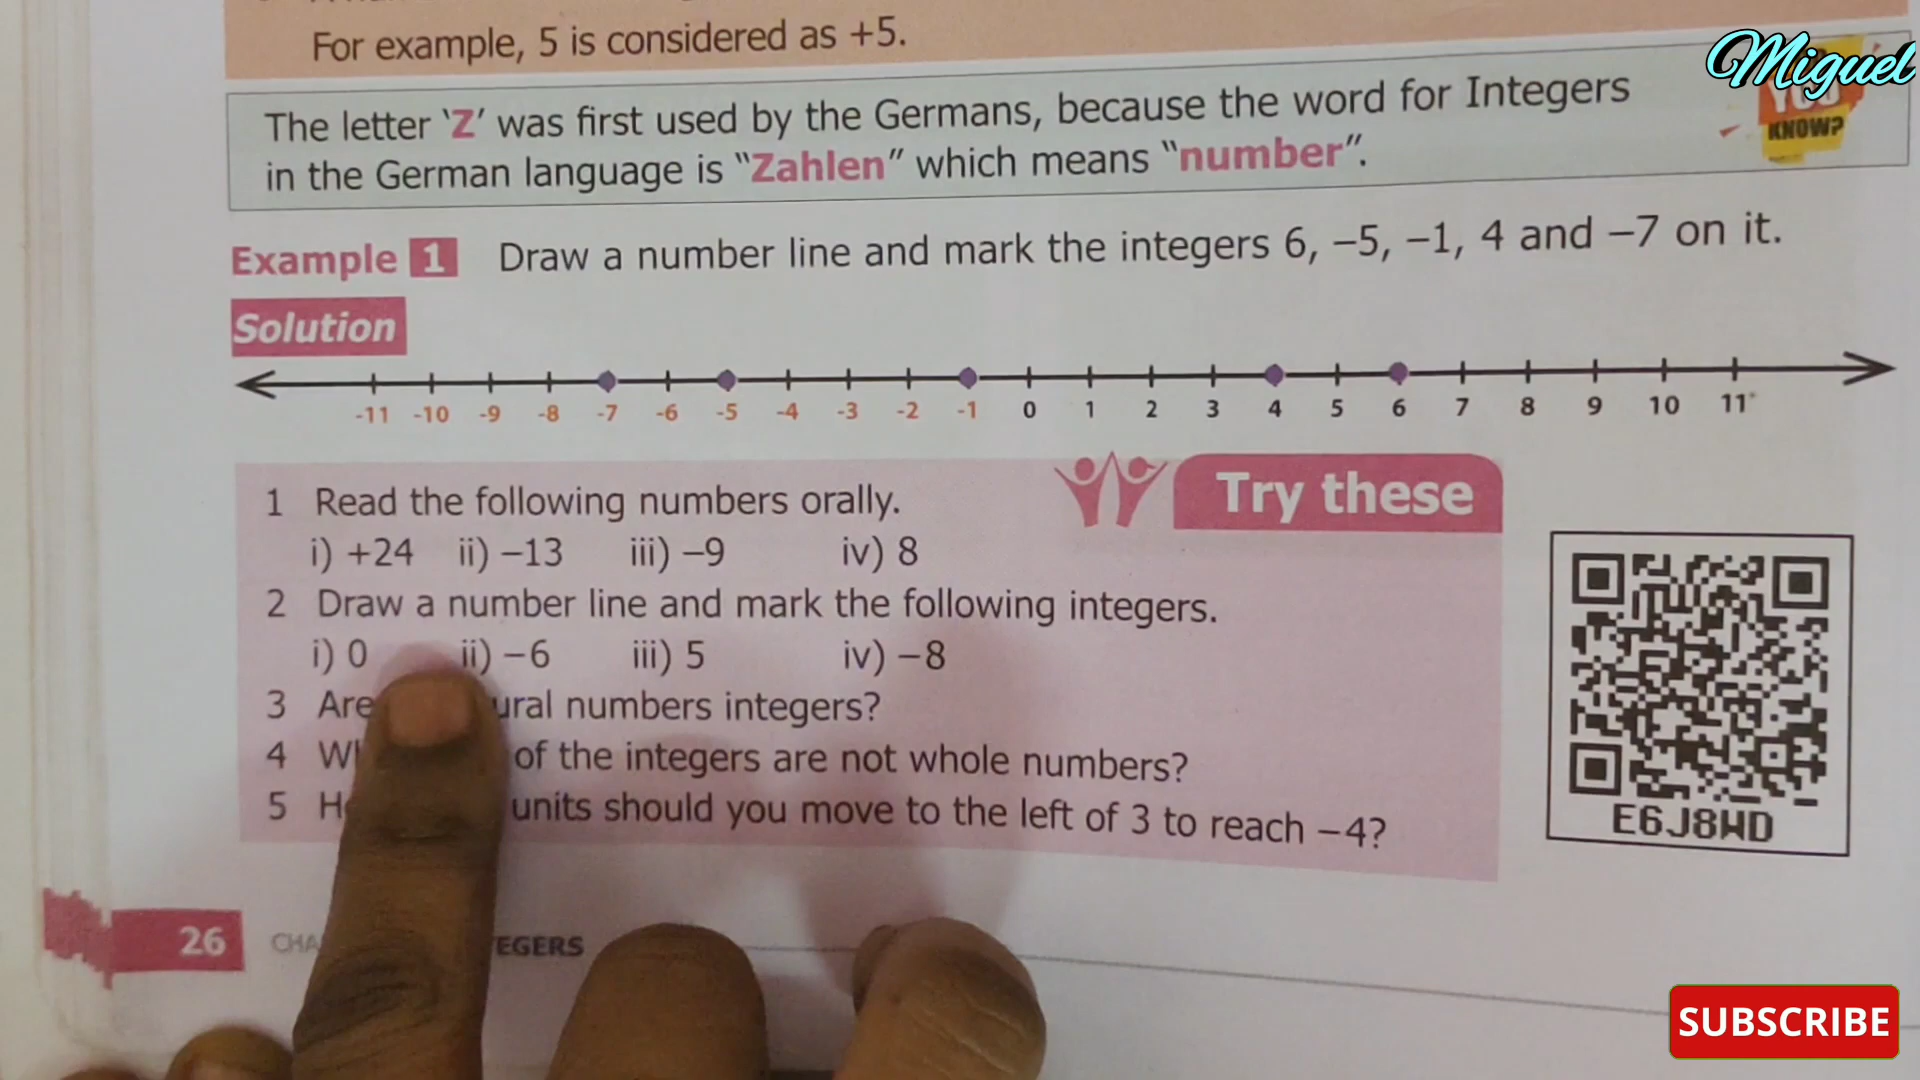 For example, 5 is considered as +5.
Miguel
The letter ‘Z’ was first used by the Germans, because the word for Integers
in the German language is “Zahlen” which means “number”.
YOU
KNOW?
Example 1 Draw a number line and mark the integers 6, −5, −1, 4 and −7 on it.
Solution
-11 -10 -9 -8 -7 -6 -5 -4 -3 -2 -1 0 1 2 3 4 5 6 7 8 9 10 11
Try these
1 Read the following numbers orally.
i) +24 ii) −13 iii) −9 iv) 8
2 Draw a number line and mark the following integers.
i) 0 ii) −6 iii) 5 iv) −8
3 Are numbers integers?
4 of the integers are not whole numbers?
5 units should you move to the left of 3 to reach −4?
E6J8WD
26
SUBSCRIBE